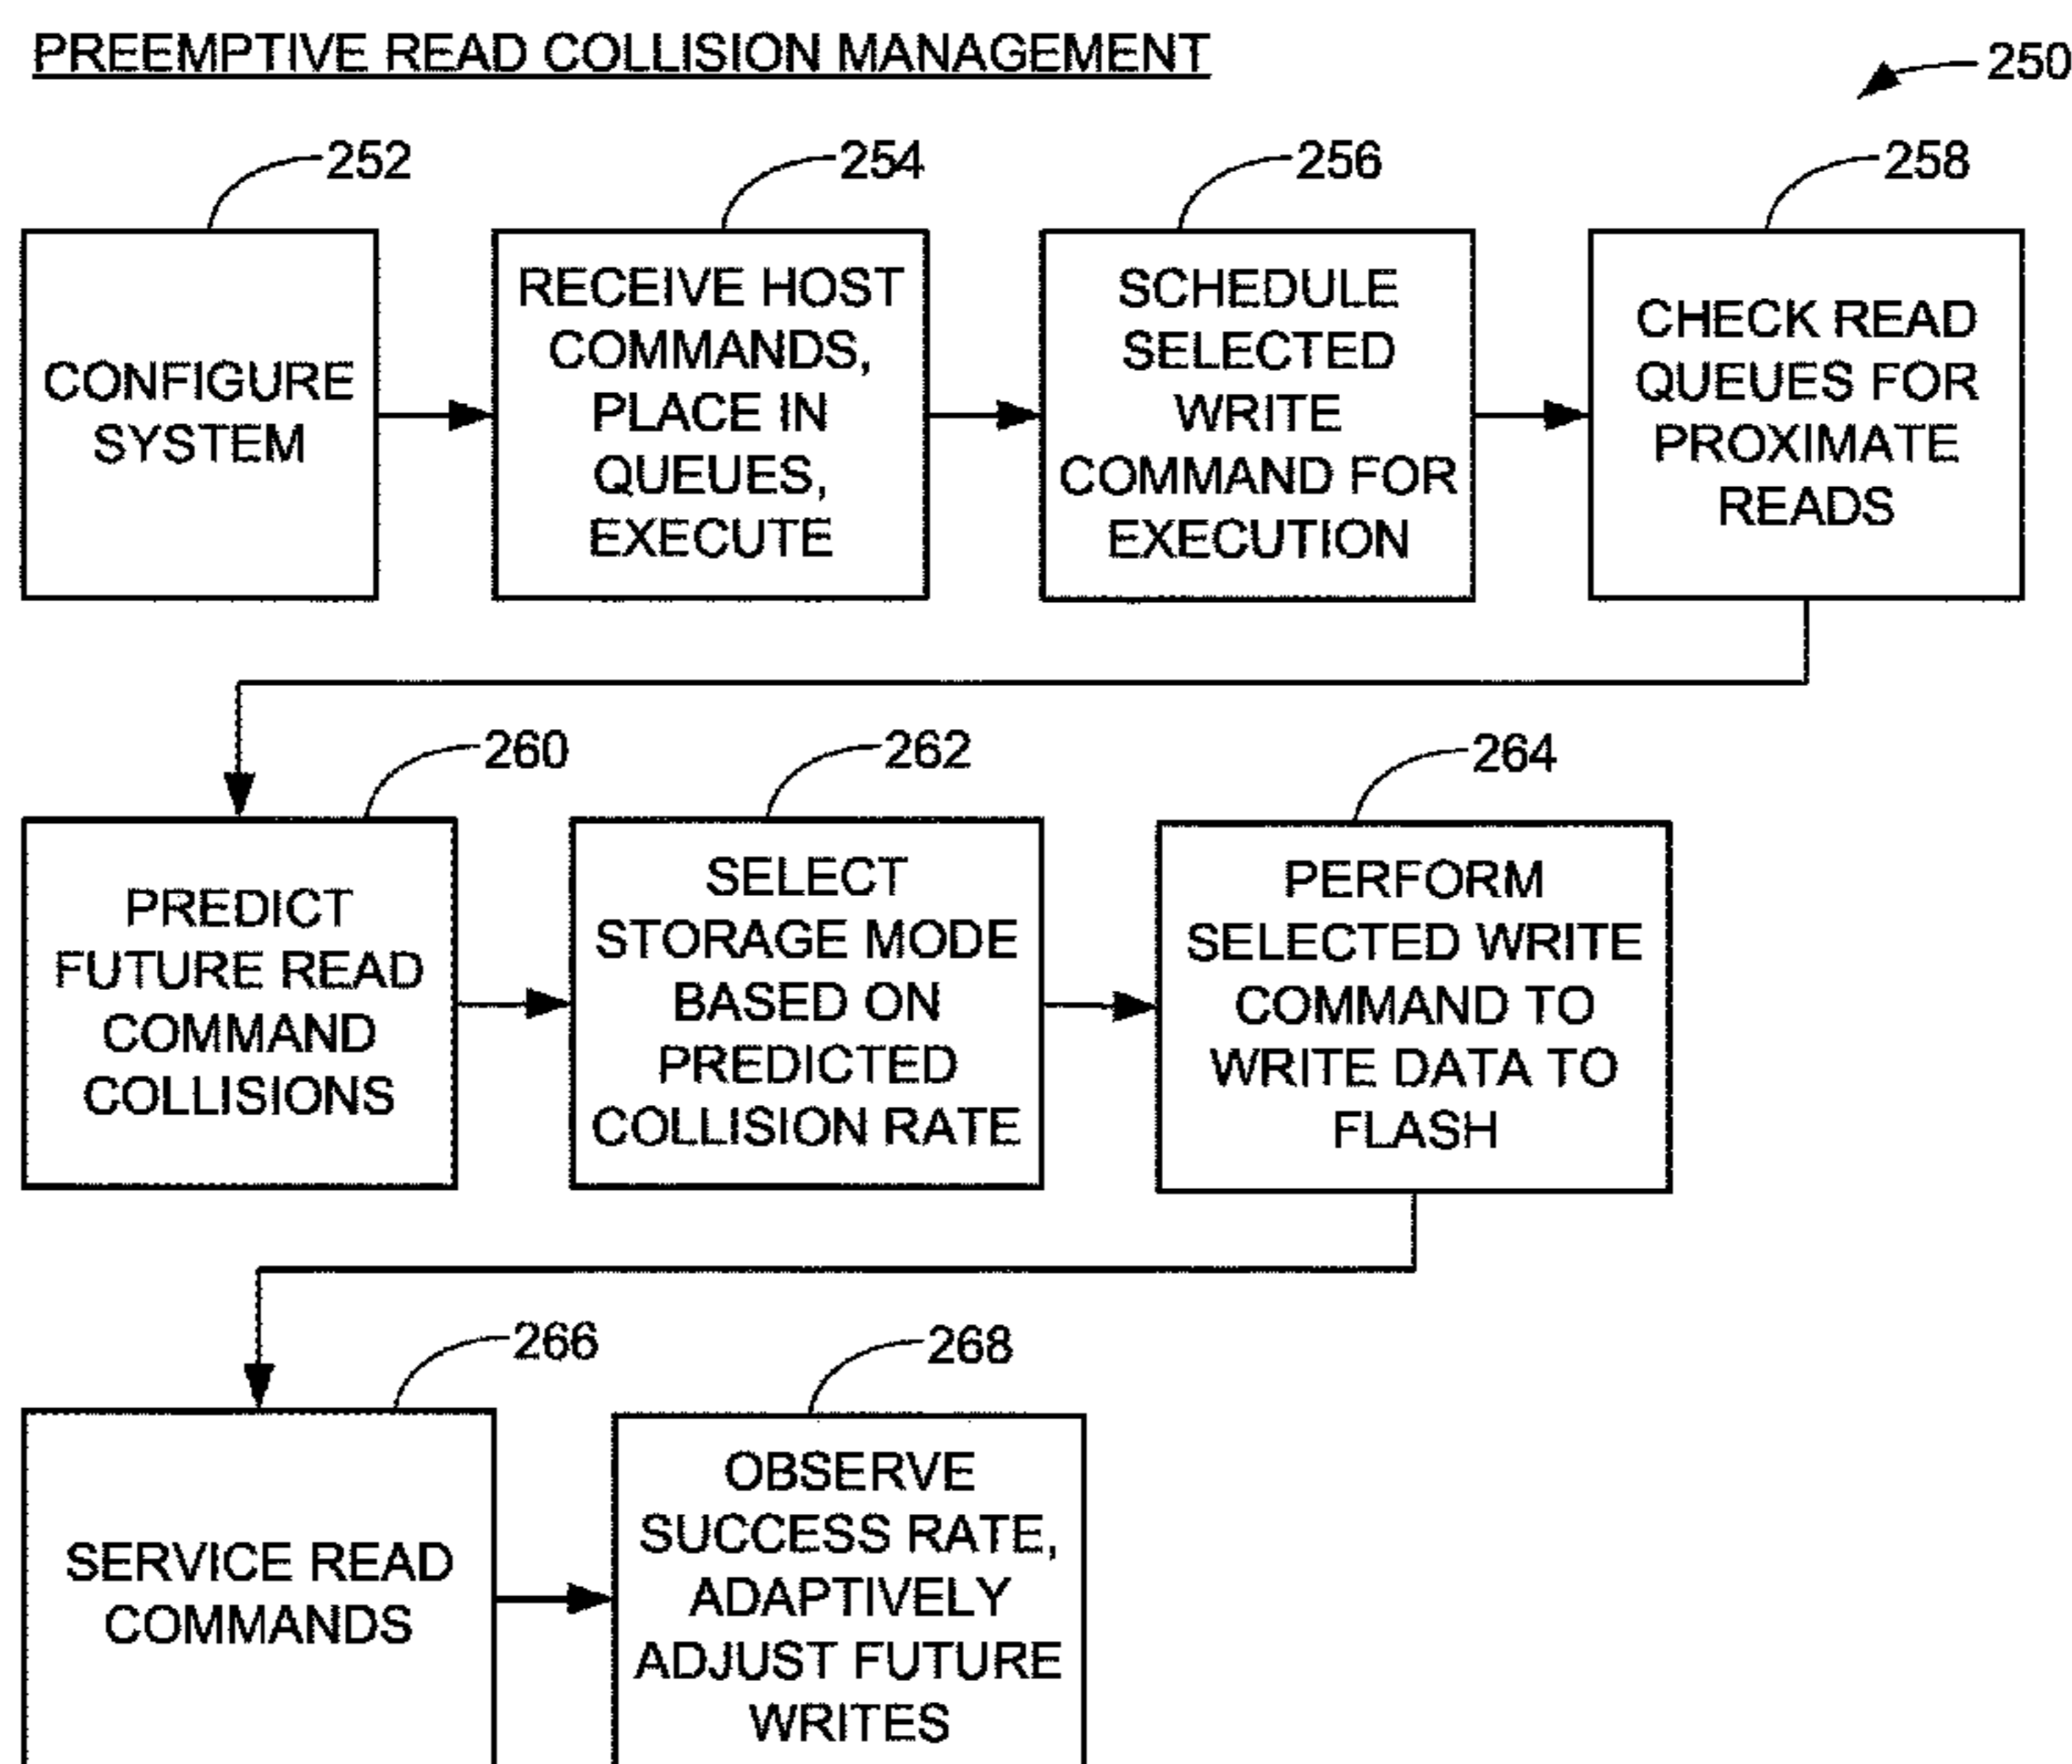 PREEMPTIVE READ COLLISION MANAGEMENT
250
252
254
256
258
CONFIGURE
SYSTEM
RECEIVE HOST
COMMANDS,
PLACE IN
QUEUES,
EXECUTE
SCHEDULE
SELECTED
WRITE
COMMAND FOR
EXECUTION
CHECK READ
QUEUES FOR
PROXIMATE
READS
260
262
264
PREDICT
FUTURE READ
COMMAND
COLLISIONS
SELECT
STORAGE MODE
BASED ON
PREDICTED
COLLISION RATE
PERFORM
SELECTED WRITE
COMMAND TO
WRITE DATA TO
FLASH
266
268
SERVICE READ
COMMANDS
OBSERVE
SUCCESS RATE,
ADAPTIVELY
ADJUST FUTURE
WRITES